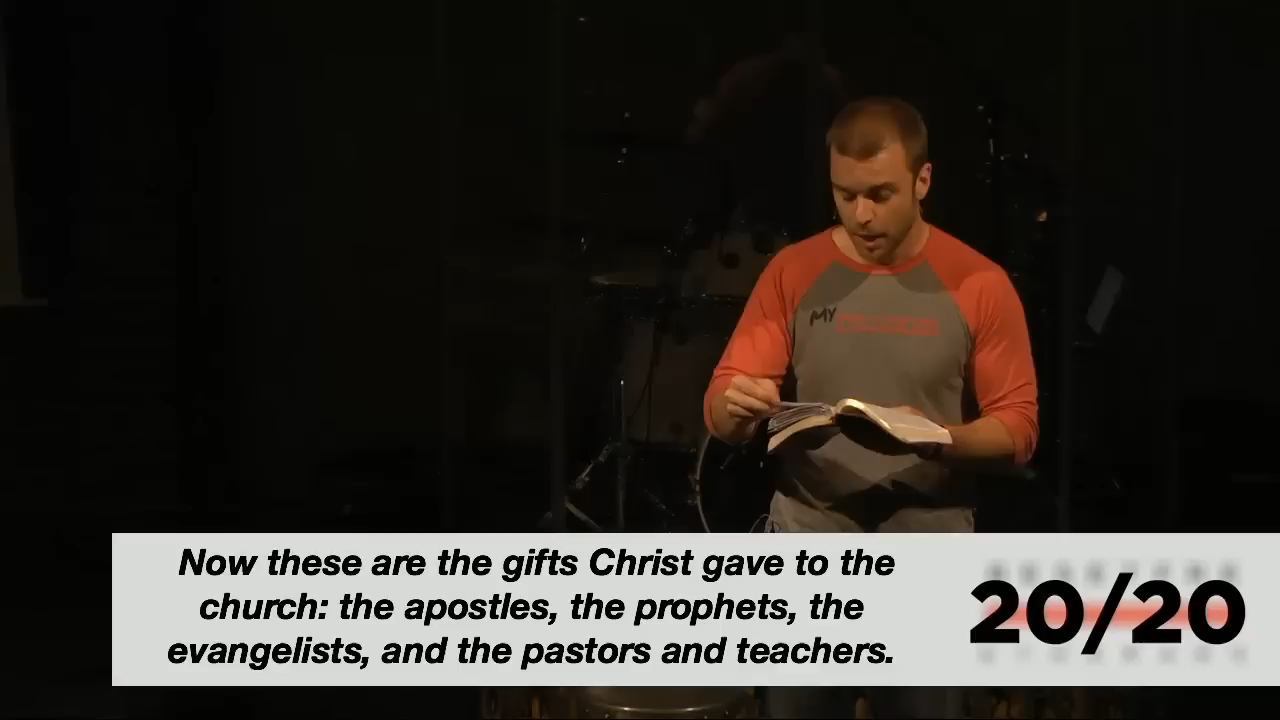 MY
Now these are the gifts Christ gave to the
church: the apostles, the prophets, the
evangelists, and the pastors and teachers.
20/20